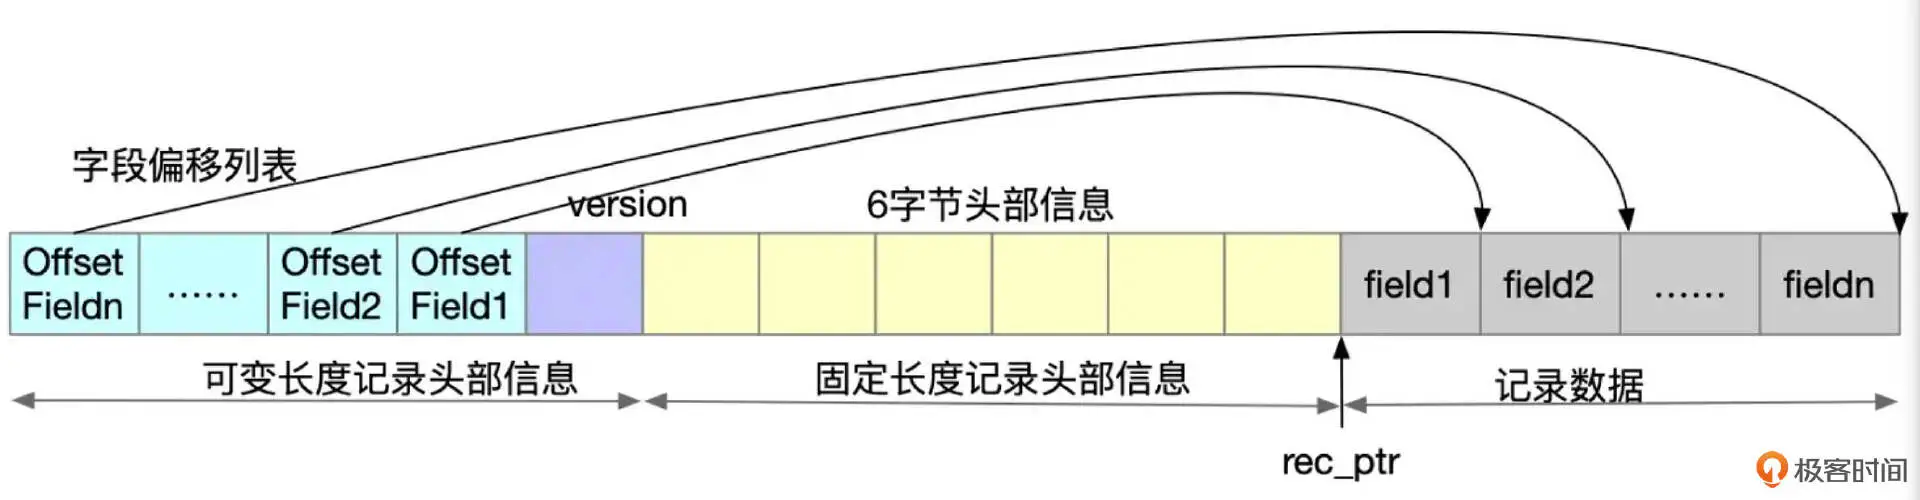 字段偏移列表
version
6字节头部信息
Offset
Fieldn
......
Offset
Field2
Offset
Field1
field1
field2
......
fieldn
可变长度记录头部信息
固定长度记录头部信息
记录数据
rec_ptr
极客时间